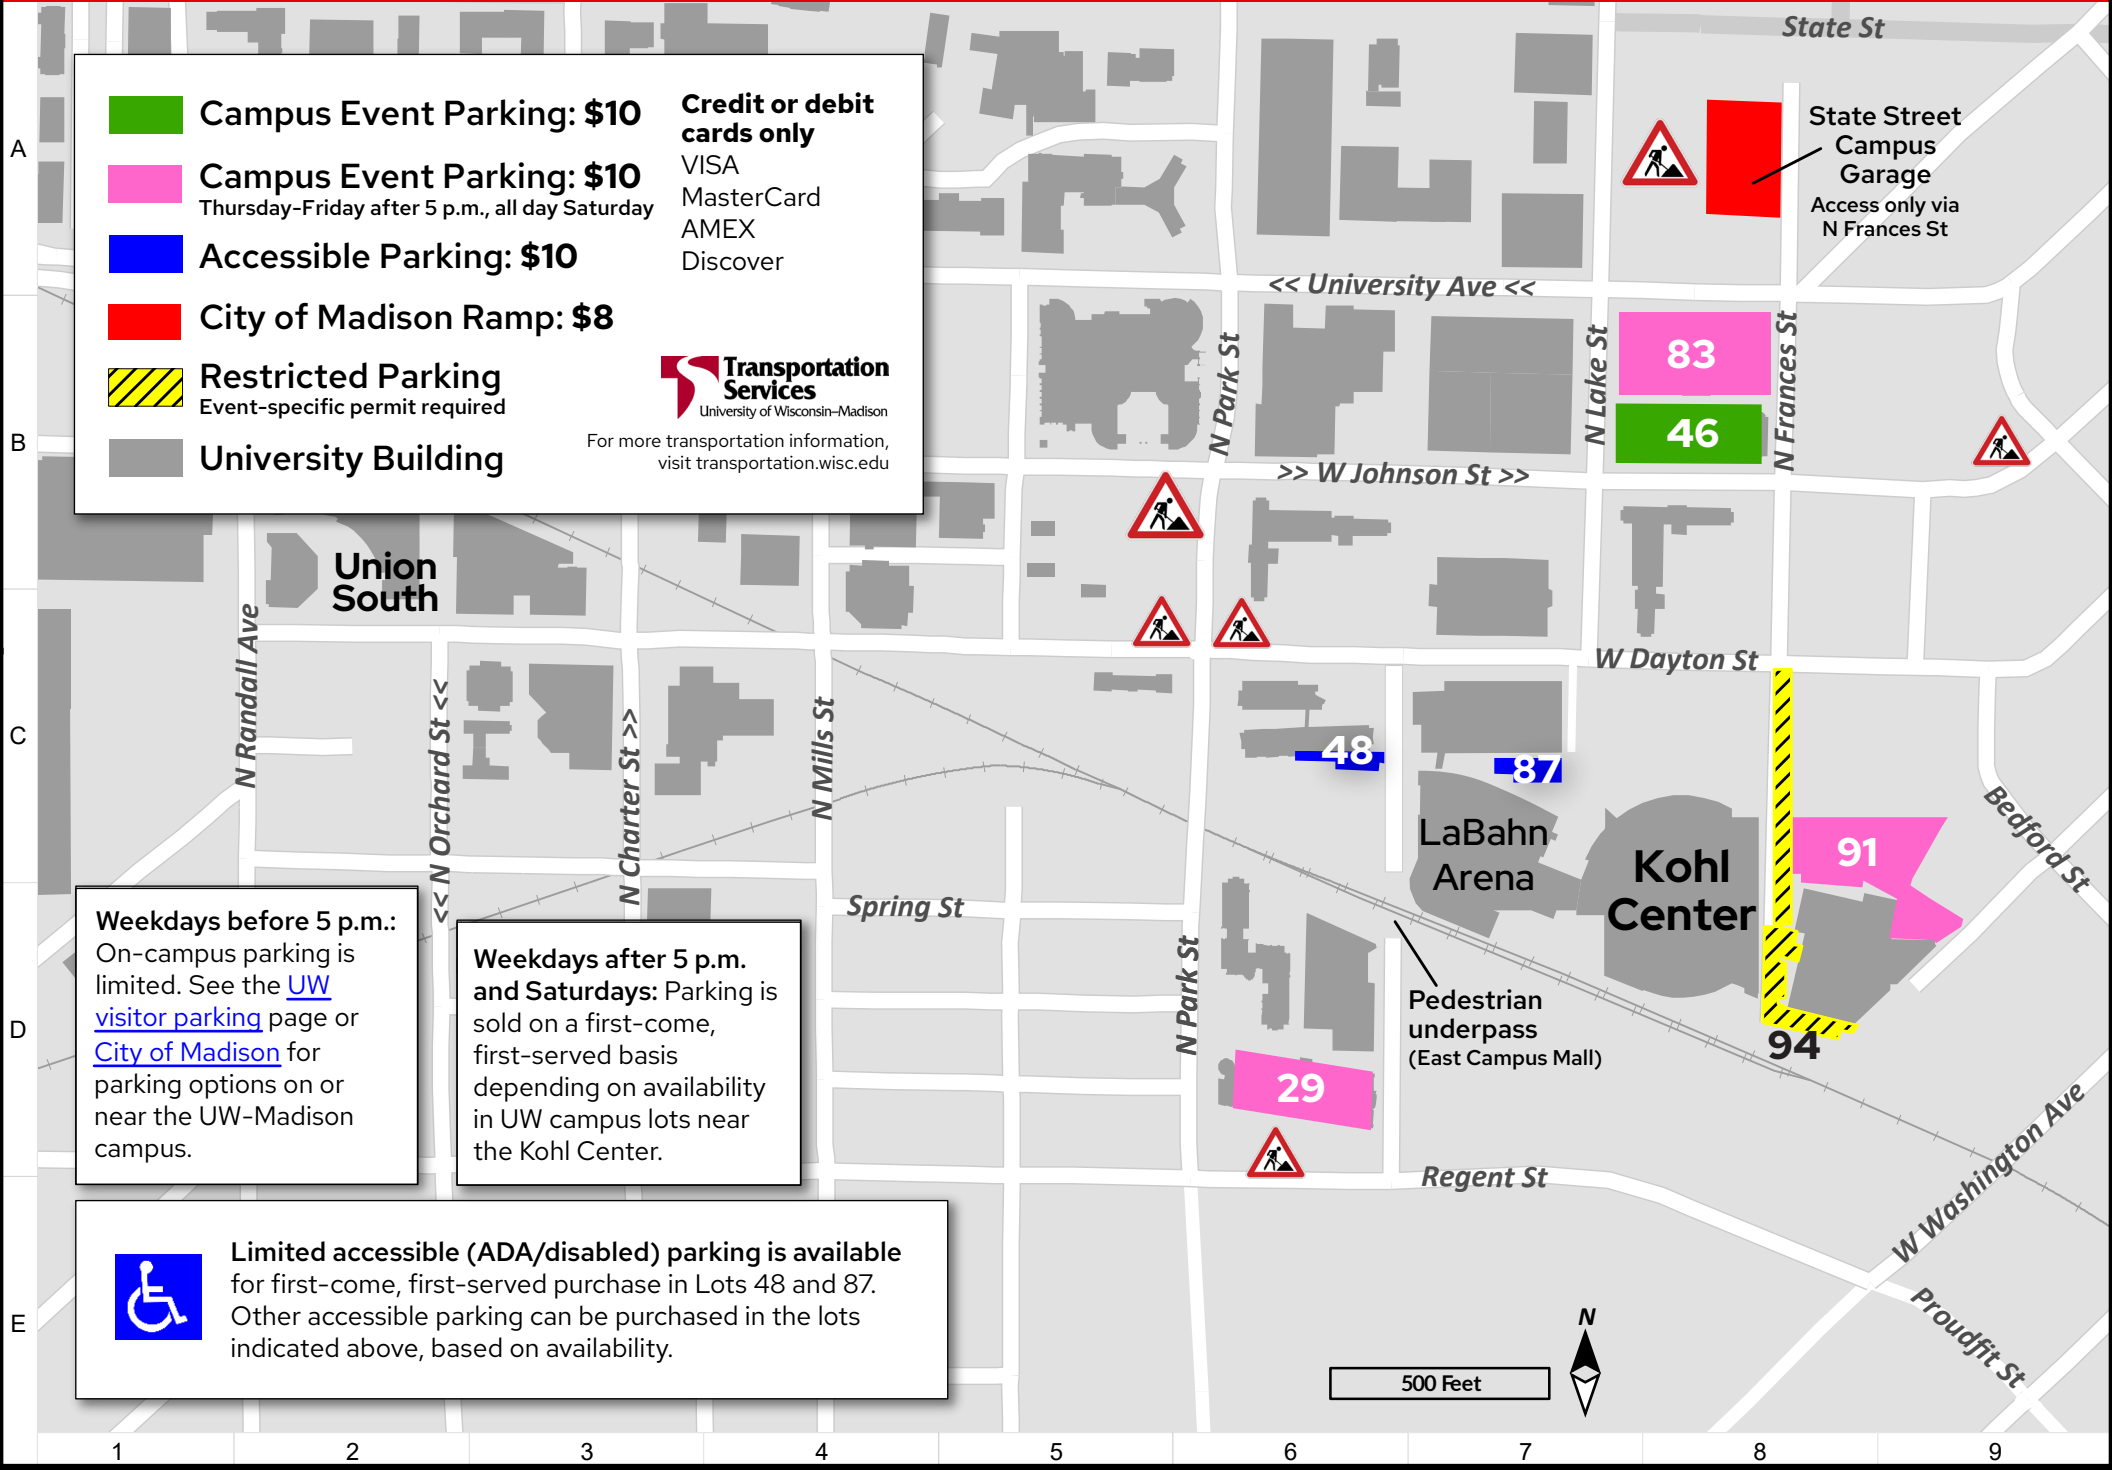 State St
A
B
C
D
E
Campus Event Parking: $10
Campus Event Parking: $10
Thursday-Friday after 5 p.m., all day Saturday
Accessible Parking: $10
City of Madison Ramp: $8
Restricted Parking
Event-specific permit required
University Building
Credit or debit
cards only
VISA
MasterCard
AMEX
Discover
Transportation
Services
University of Wisconsin–Madison
For more transportation information,
visit transportation.wisc.edu
State Street
Campus
Garage
Access only via
N Frances St
<< University Ave <<
N Park St
N Lake St
83
N Frances St
46
>> W Johnson St >>
Union
South
N Randall Ave
W Dayton St
<< N Orchard St <<
N Charter St >>
N Mills St
48
87
LaBahn
Arena
Kohl
Center
91
Bedford St
Spring St
N Park St
Pedestrian
underpass
(East Campus Mall)
94
29
Regent St
W Washington Ave
Proudfit St
Weekdays before 5 p.m.:
On-campus parking is
limited. See the UW
visitor parking page or
City of Madison for
parking options on or
near the UW-Madison
campus.
Weekdays after 5 p.m.
and Saturdays: Parking is
sold on a first-come,
first-served basis
depending on availability
in UW campus lots near
the Kohl Center.
Limited accessible (ADA/disabled) parking is available
for first-come, first-served purchase in Lots 48 and 87.
Other accessible parking can be purchased in the lots
indicated above, based on availability.
500 Feet
N
1 2 3 4 5 6 7 8 9